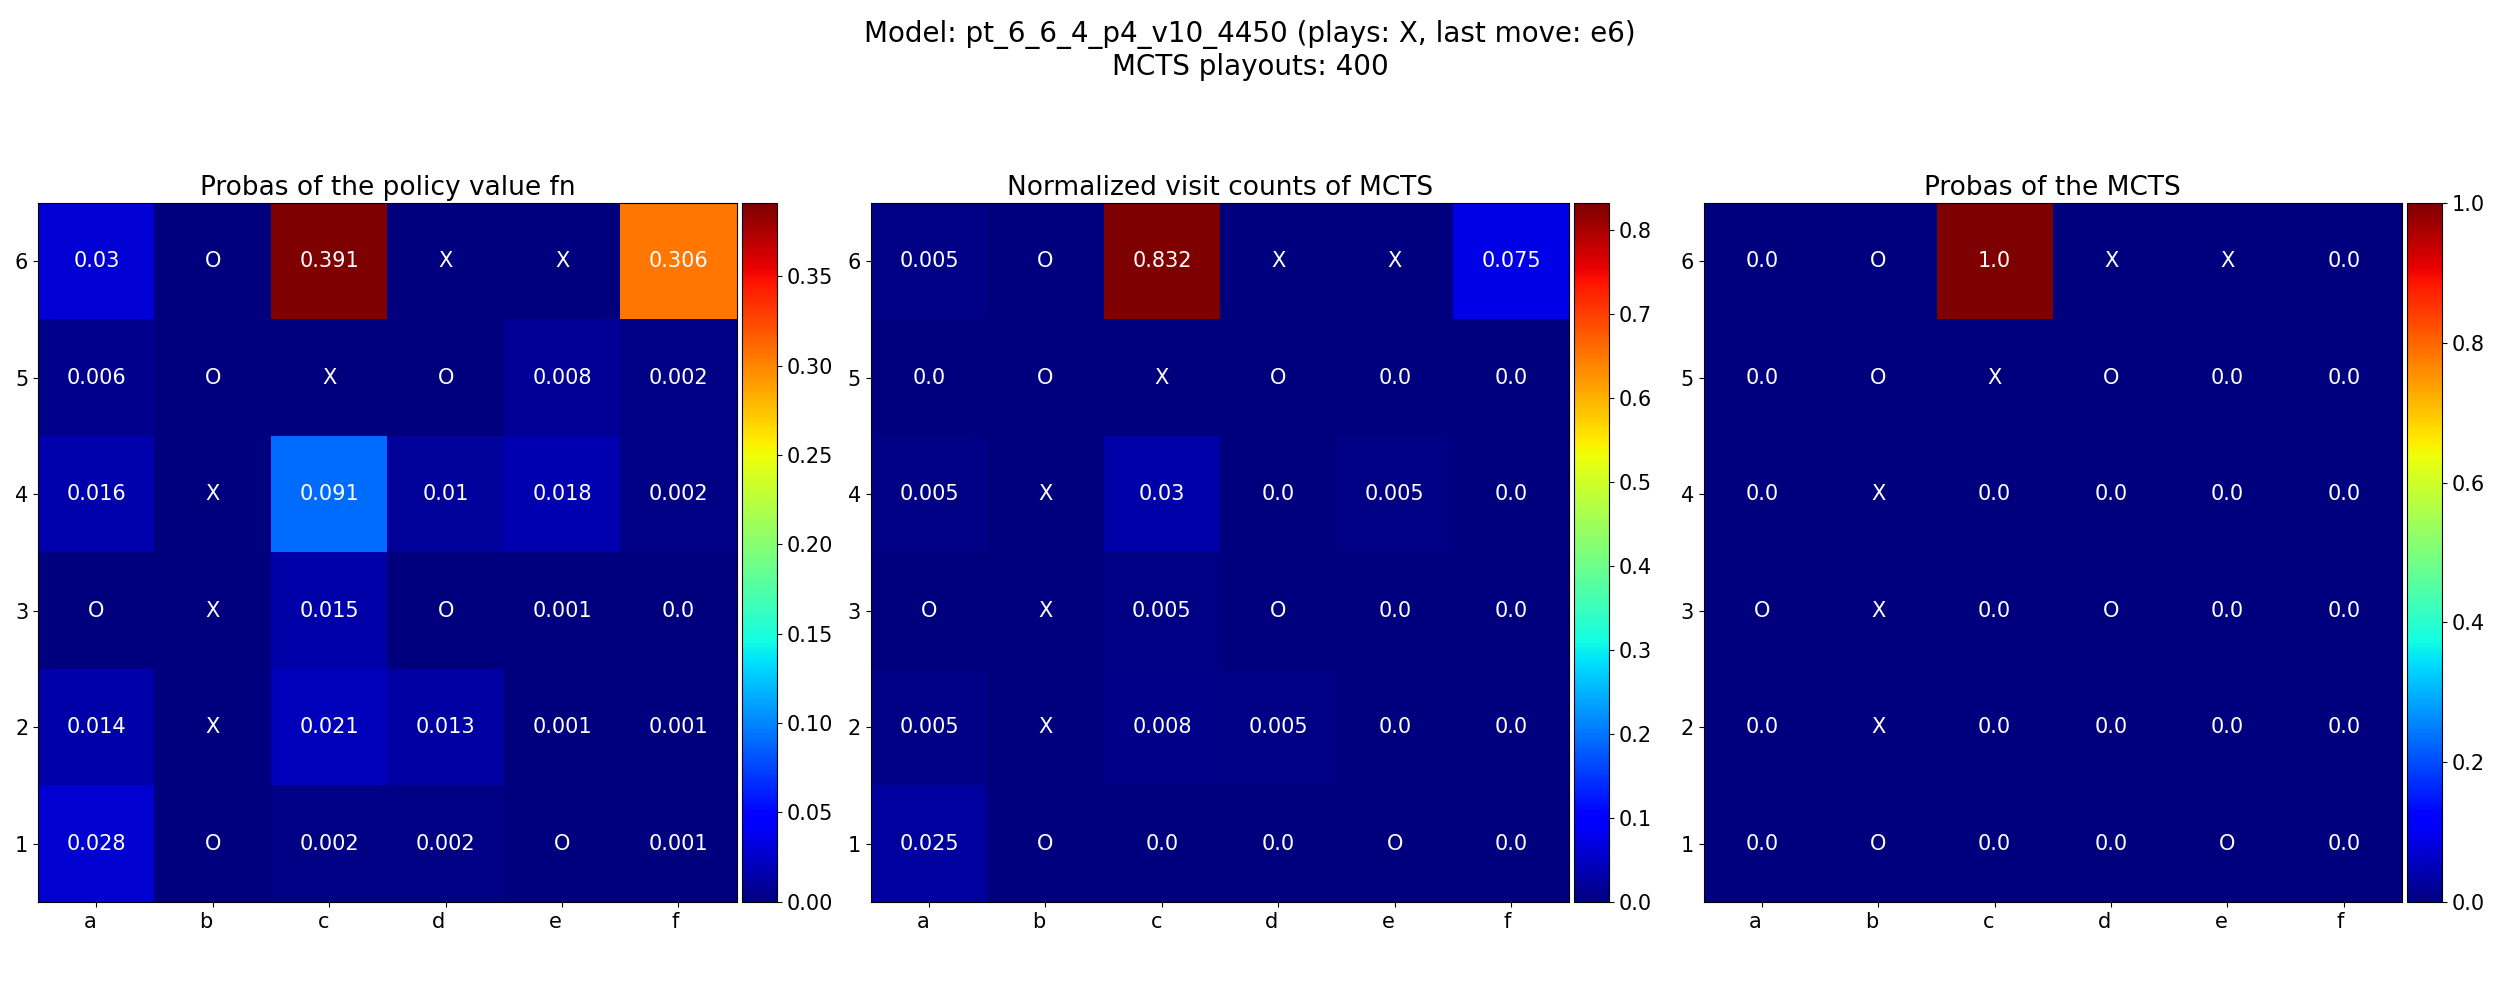 Model: pt_6_6_4_p4_v10_4450 (plays: X, last move: e6)
MCTS playouts: 400
Probas of the policy value fn
6 0.03 O 0.391 X X 0.306
5 0.006 O X O 0.008 0.002
4 0.016 X 0.091 0.01 0.018 0.002
3 O X 0.015 O 0.001 0.0
2 0.014 X 0.021 0.013 0.001 0.001
1 0.028 O 0.002 0.002 O 0.001
a b c d e f
0.35
0.30
0.25
0.20
0.15
0.10
0.05
0.00
Normalized visit counts of MCTS
6 0.005 O 0.832 X X 0.075
5 0.0 O X O 0.0 0.0
4 0.005 X 0.03 0.0 0.005 0.0
3 O X 0.005 O 0.0 0.0
2 0.005 X 0.008 0.005 0.0 0.0
1 0.025 O 0.0 0.0 O 0.0
a b c d e f
0.8
0.7
0.6
0.5
0.4
0.3
0.2
0.1
0.0
Probas of the MCTS
6 0.0 O 1.0 X X 0.0
5 0.0 O X O 0.0 0.0
4 0.0 X 0.0 0.0 0.0 0.0
3 O X 0.0 O 0.0 0.0
2 0.0 X 0.0 0.0 0.0 0.0
1 0.0 O 0.0 0.0 O 0.0
a b c d e f
1.0
0.8
0.6
0.4
0.2
0.0